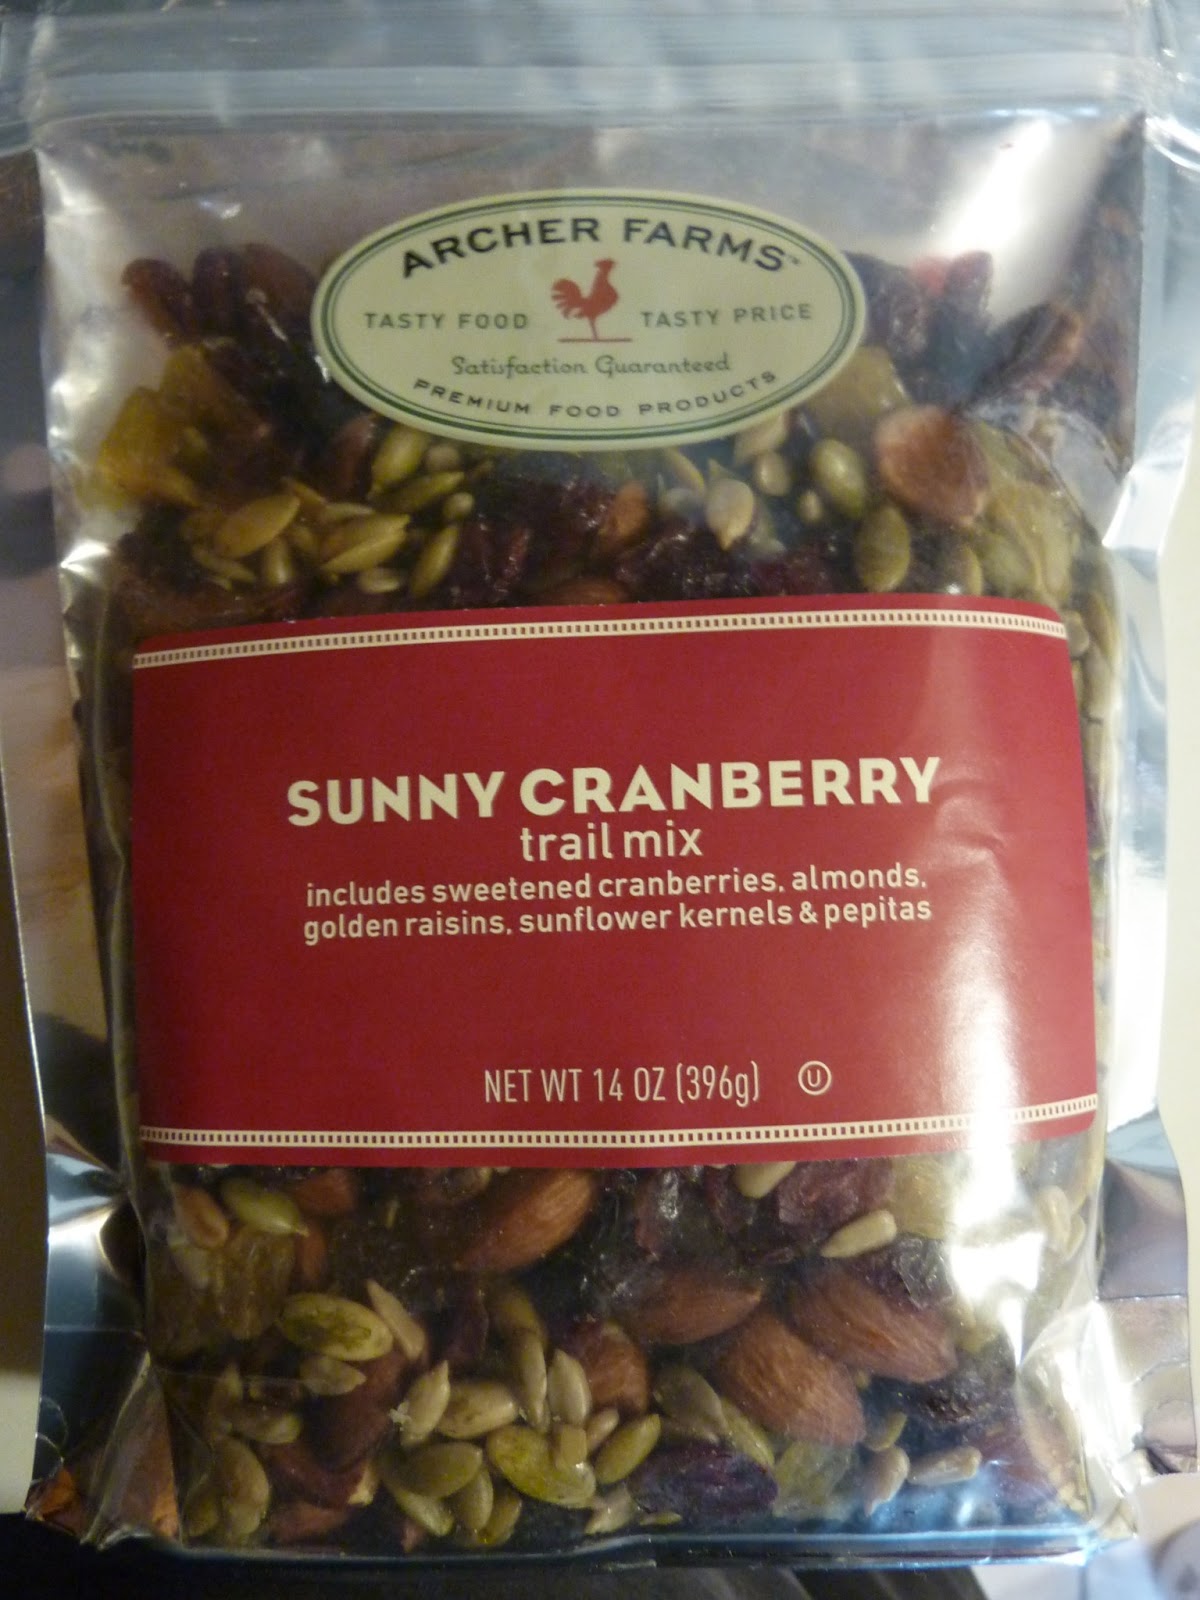 ARCHER FARMS™
TASTY FOOD TASTY PRICE
Satisfaction Guaranteed
PREMIUM FOOD PRODUCTS
SUNNY CRANBERRY
trail mix
includes sweetened cranberries, almonds,
golden raisins, sunflower kernels & pepitas
NET WT 14 OZ (396g) U